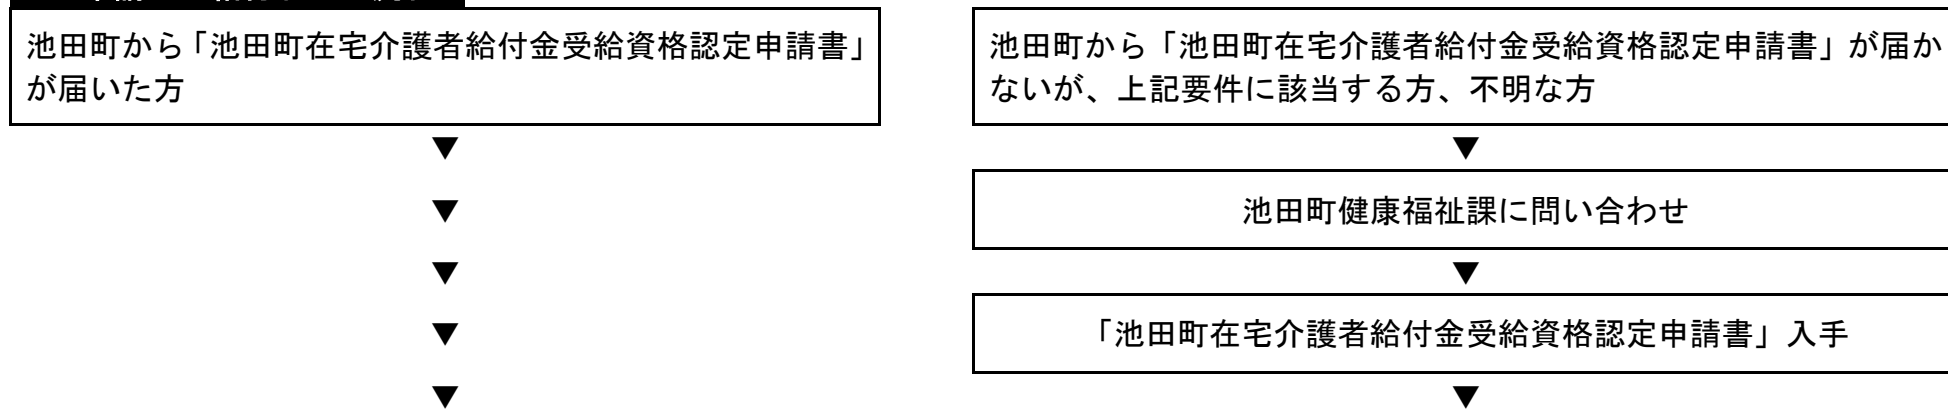 池田町から「池田町在宅介護者給付金受給資格認定申請書」
が届いた方
▼
▼
▼
▼
▼
池田町から「池田町在宅介護者給付金受給資格認定申請書」が届か
ないが、上記要件に該当する方、不明な方
▼
池田町健康福祉課に問い合わせ
▼
「池田町在宅介護者給付金受給資格認定申請書」入手
▼